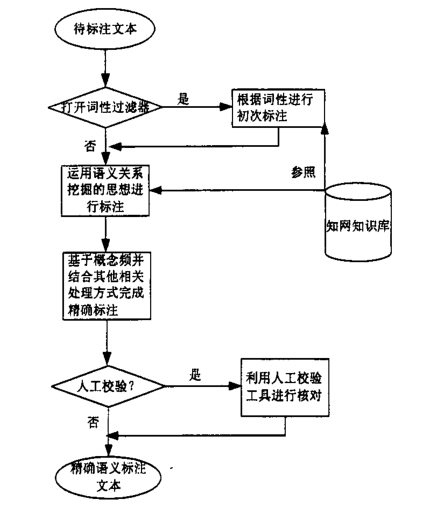 待标注文本
打开词性过滤器
是
根据词性进行
初次标注
否
运用语义关系
挖掘的思想进
行标注
参照
知网知识库
基于概念频并
结合其他相关
处理方式完成
精确标注
人工校验?
是
利用人工校验
工具进行核对
否
精确语义标注
文本